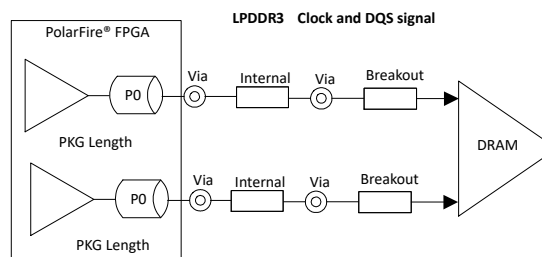 LPDDR3 Clock and DQS signal
PolarFire® FPGA
Via Internal Via Breakout
P0
PKG Length
DRAM
Via Internal Via Breakout
P0
PKG Length